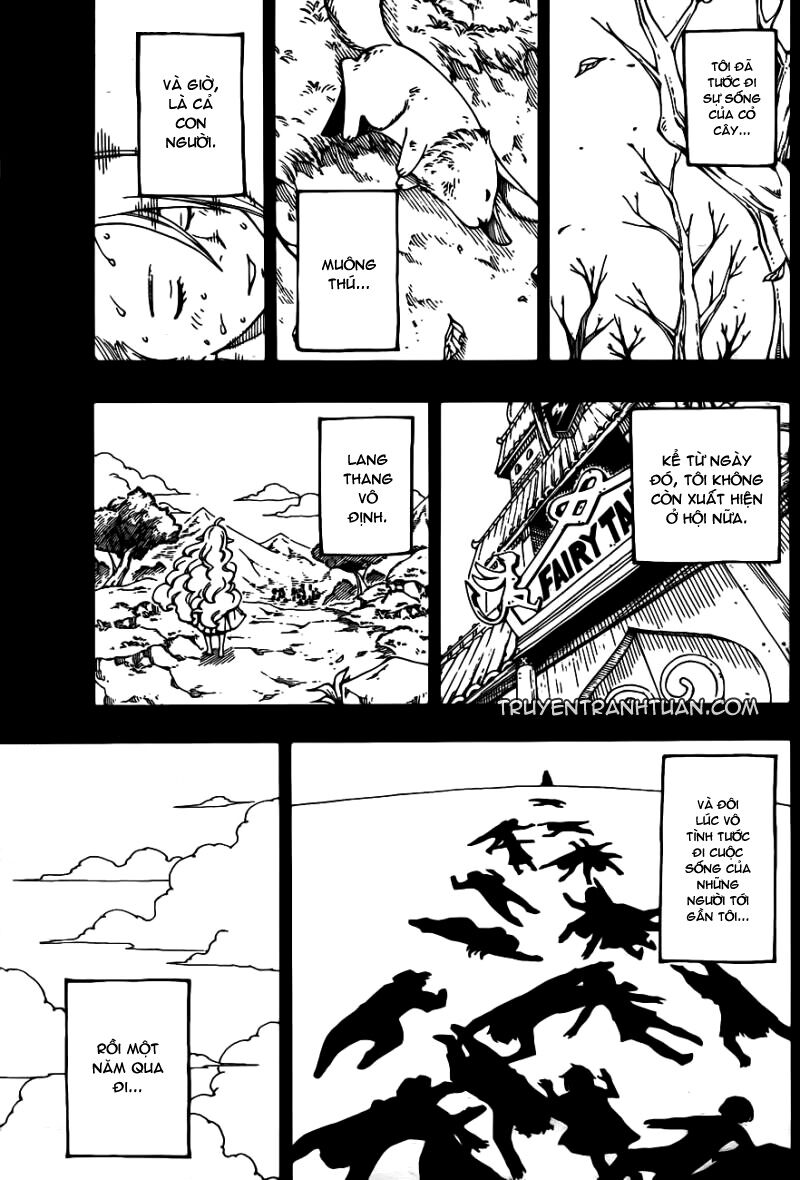 TÔI ĐÃ
TƯỚC ĐI
SỰ SỐNG
CỦA CỎ
CÂY...
MUÔNG
THÚ...
VÀ GIỜ,
LÀ CẢ
CON
NGƯỜI.
KỂ TỪ NGÀY
ĐÓ, TÔI KHÔNG
CÒN XUẤT HIỆN
Ở HỘI NỮA.
FAIRY TAI
LANG
THANG
VÔ
ĐỊNH.
TRUYENTRANHTUAN.COM
VÀ ĐÔI
LÚC VÔ
TÌNH TƯỚC
ĐI CUỘC
SỐNG CỦA
NHỮNG
NGƯỜI TỚI
GẦN TÔI...
RỒI MỘT
NĂM QUA
ĐI...